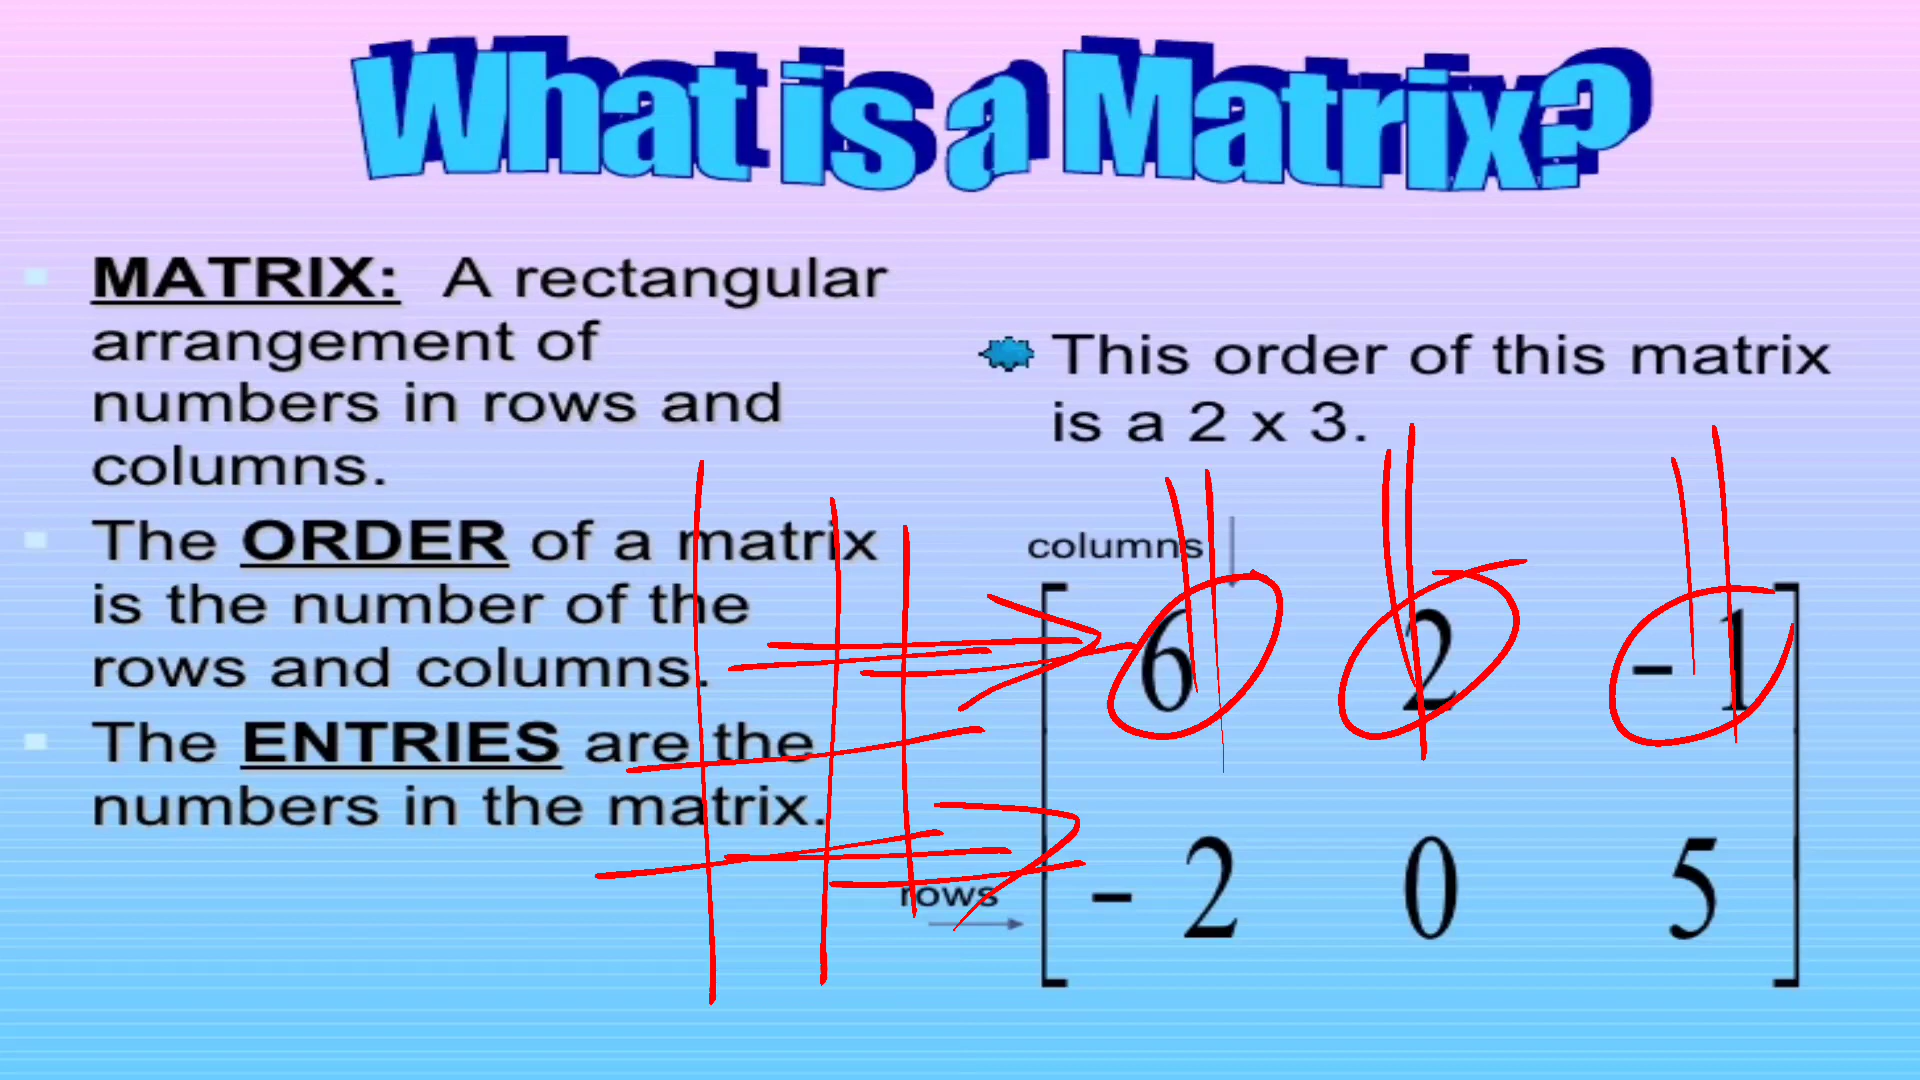 What is a Matrix?
MATRIX: A rectangular
arrangement of
numbers in rows and
columns.
The ORDER of a matrix
is the number of the
rows and columns.
The ENTRIES are the
numbers in the matrix.
This order of this matrix
is a 2 x 3.
columns
6 2 - 1
- 2 0 5
rows